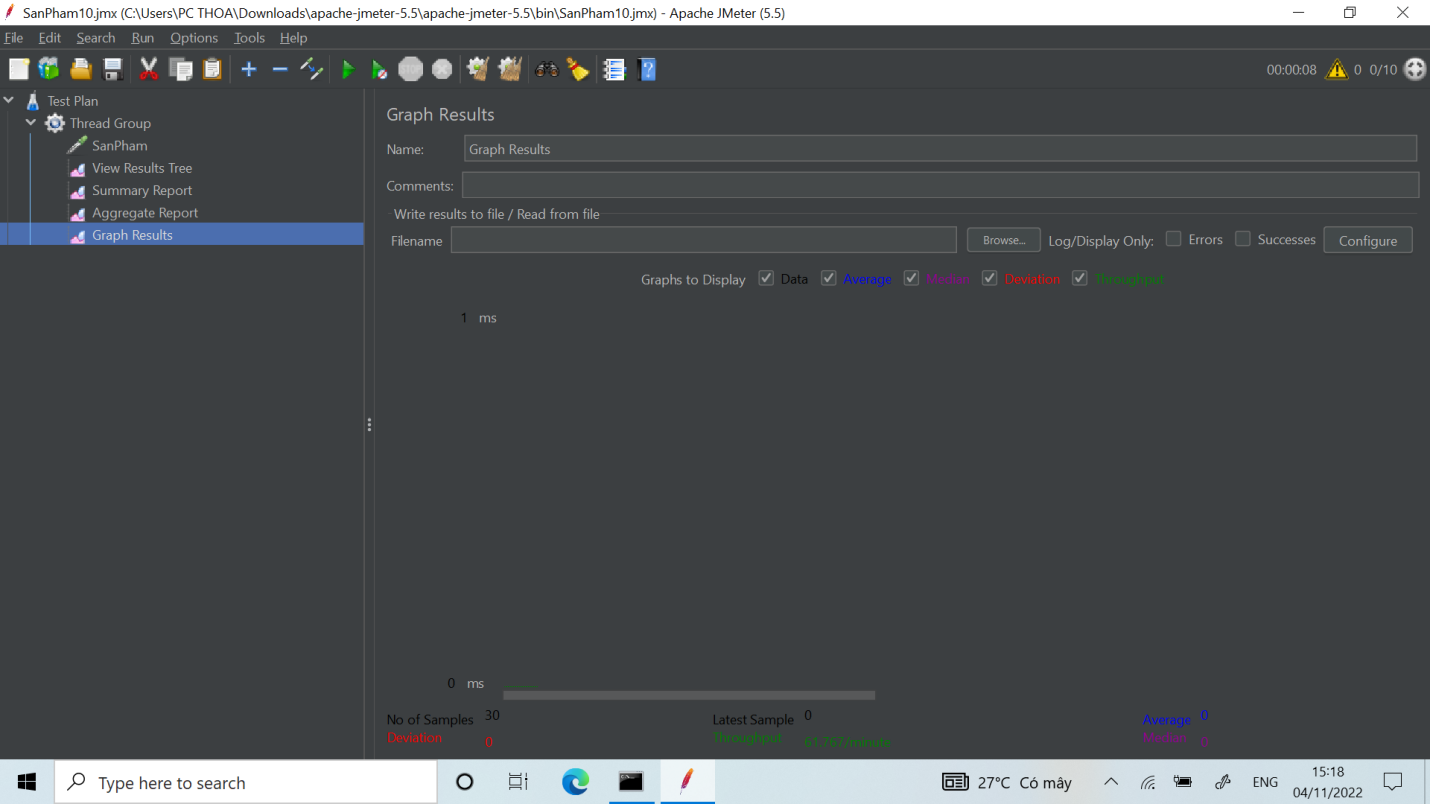 SanPham10.jmx (C:\Users\PC THOA\Downloads\apache-jmeter-5.5\apache-jmeter-5.5\bin\SanPham10.jmx) - Apache JMeter (5.5)
File Edit Search Run Options Tools Help
STOP 00:00:08 0 0/10
Test Plan
Thread Group
SanPham
View Results Tree
Summary Report
Aggregate Report
Graph Results
Graph Results
Name: Graph Results
Comments:
Write results to file / Read from file
Filename Browse... Log/Display Only: Errors Successes Configure
Graphs to Display Data Average Median Deviation Throughput
1 ms
0 ms
No of Samples 30 Latest Sample 0 Average 0
Deviation 0 Throughput 61.767/minute Median 0
Type here to search 27°C Có mây ENG 15:18
04/11/2022